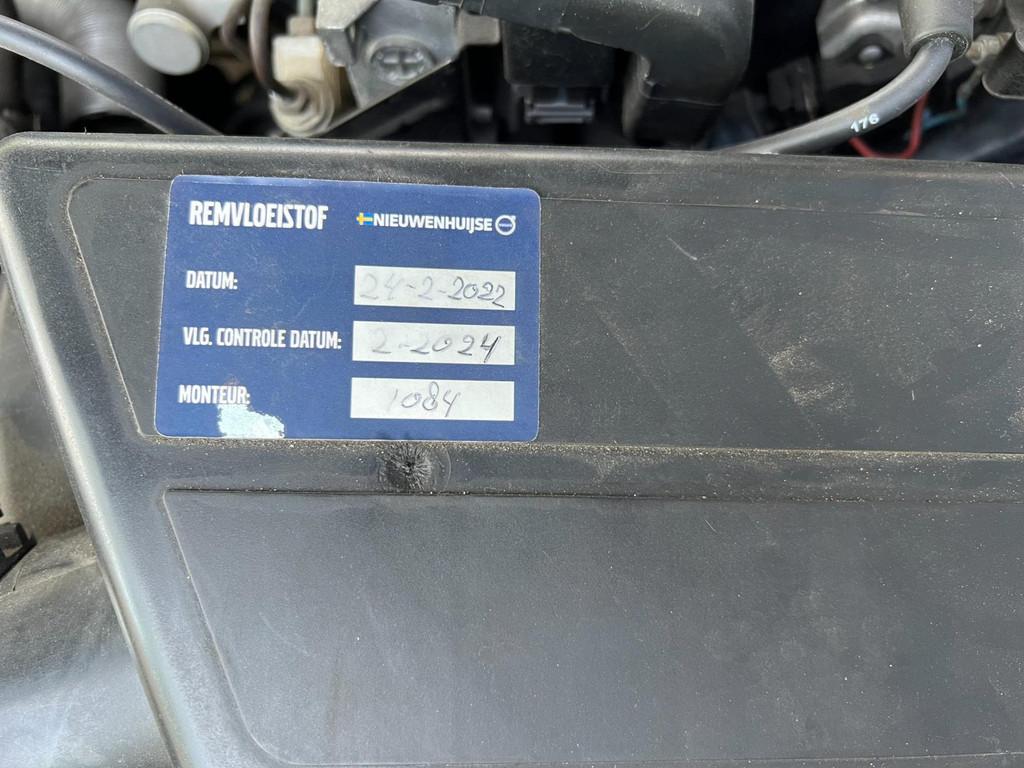 176
REMVLOEISTOF NIEUWENHUIJSE
DATUM: 24-2-2022
VLG. CONTROLE DATUM: 2-2024
MONTEUR: 1084